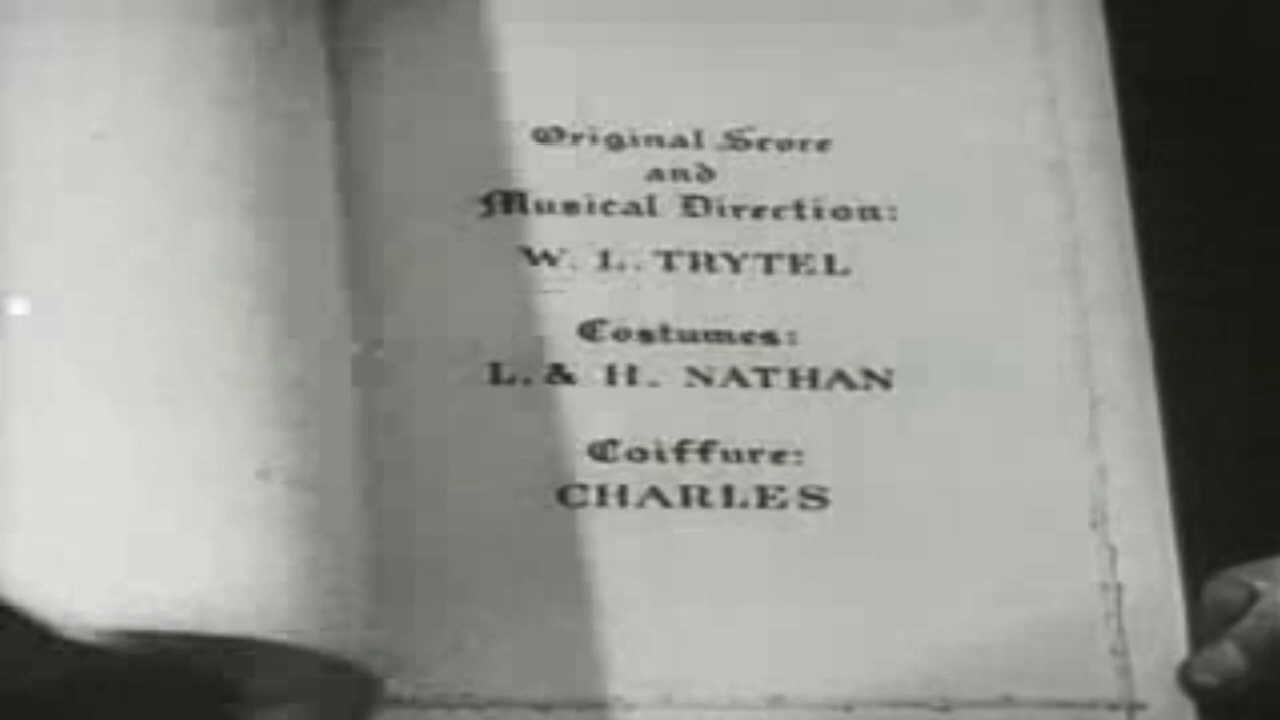 Original Score
and
Musical Direction:
W. L. TRYTEL
Costumes:
L. & H. NATHAN
Coiffure:
CHARLES